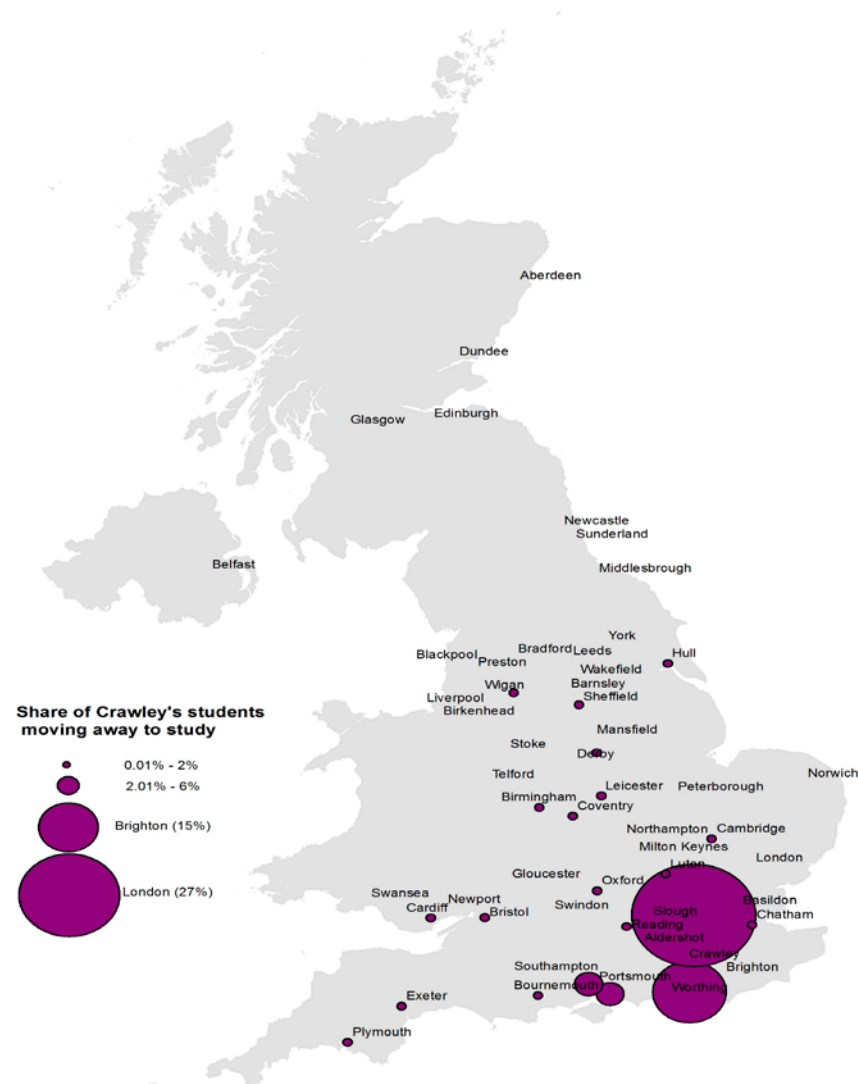 Aberdeen
Dundee
Edinburgh
Glasgow
Newcastle
Sunderland
Belfast
Middlesbrough
York
Bradford
Leeds
Blackpool
Hull
Preston
Wakefield
Barnsley
Wigan
Sheffield
Liverpool
Birkenhead
Share of Crawley's students
moving away to study
Mansfield
Stoke
Derby
0.01% - 2%
Telford
Norwich
2.01% - 6%
Leicester
Peterborough
Birmingham
Coventry
Brighton (15%)
Northampton
Cambridge
Milton Keynes
London
Luton
Gloucester
Oxford
London (27%)
Swansea
Newport
Swindon
Basildon
Cardiff
Bristol
Slough
Chatham
Reading
Aldershot
Crawley
Southampton
Brighton
Portsmouth
Bournemouth
Worthing
Exeter
Plymouth